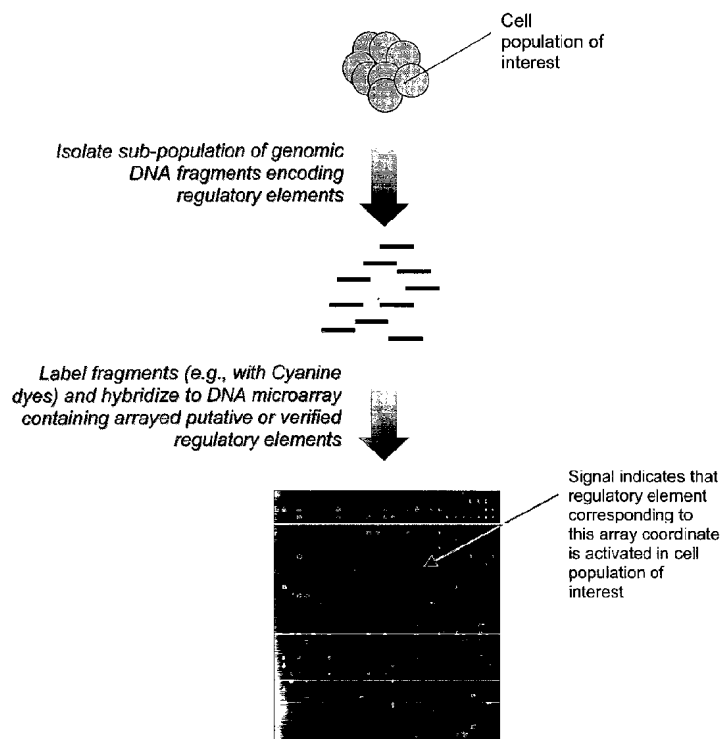 Cell
population of
interest
Isolate sub-population of genomic
DNA fragments encoding
regulatory elements
Label fragments (e.g., with Cyanine
dyes) and hybridize to DNA microarray
containing arrayed putative or verified
regulatory elements
Signal indicates that
regulatory element
corresponding to
this array coordinate
is activated in cell
population of
interest